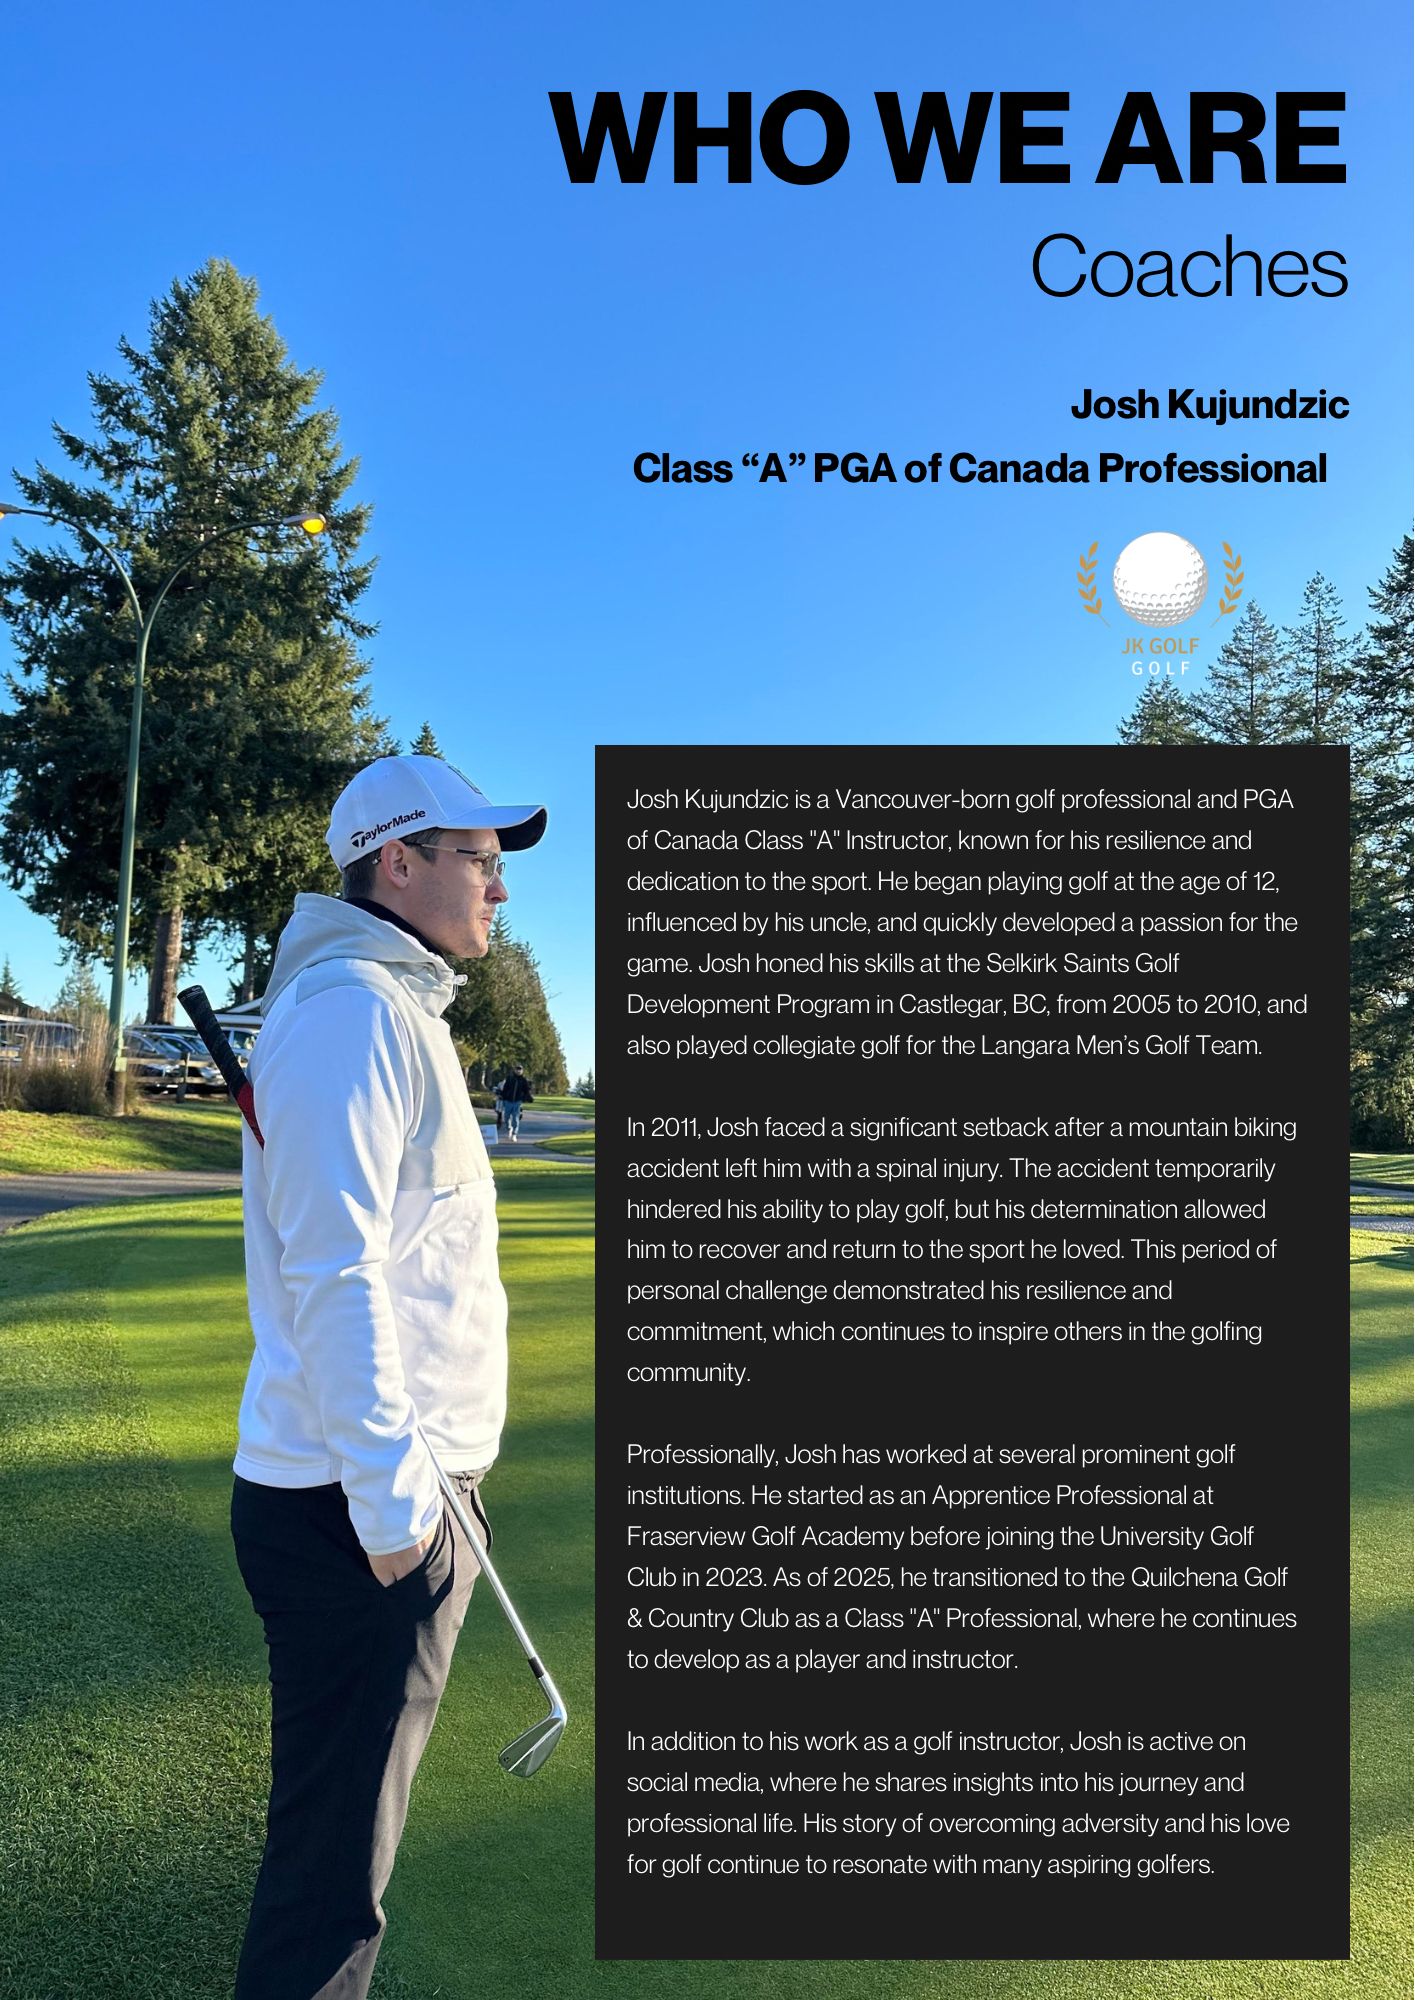 WHO WE ARE
Coaches
Josh Kujundzic
Class “A” PGA of Canada Professional
JK GOLF
GOLF
TaylorMade
Josh Kujundzic is a Vancouver-born golf professional and PGA
of Canada Class "A" Instructor, known for his resilience and
dedication to the sport. He began playing golf at the age of 12,
influenced by his uncle, and quickly developed a passion for the
game. Josh honed his skills at the Selkirk Saints Golf
Development Program in Castlegar, BC, from 2005 to 2010, and
also played collegiate golf for the Langara Men’s Golf Team.
In 2011, Josh faced a significant setback after a mountain biking
accident left him with a spinal injury. The accident temporarily
hindered his ability to play golf, but his determination allowed
him to recover and return to the sport he loved. This period of
personal challenge demonstrated his resilience and
commitment, which continues to inspire others in the golfing
community.
Professionally, Josh has worked at several prominent golf
institutions. He started as an Apprentice Professional at
Fraserview Golf Academy before joining the University Golf
Club in 2023. As of 2025, he transitioned to the Quilchena Golf
& Country Club as a Class "A" Professional, where he continues
to develop as a player and instructor.
In addition to his work as a golf instructor, Josh is active on
social media, where he shares insights into his journey and
professional life. His story of overcoming adversity and his love
for golf continue to resonate with many aspiring golfers.